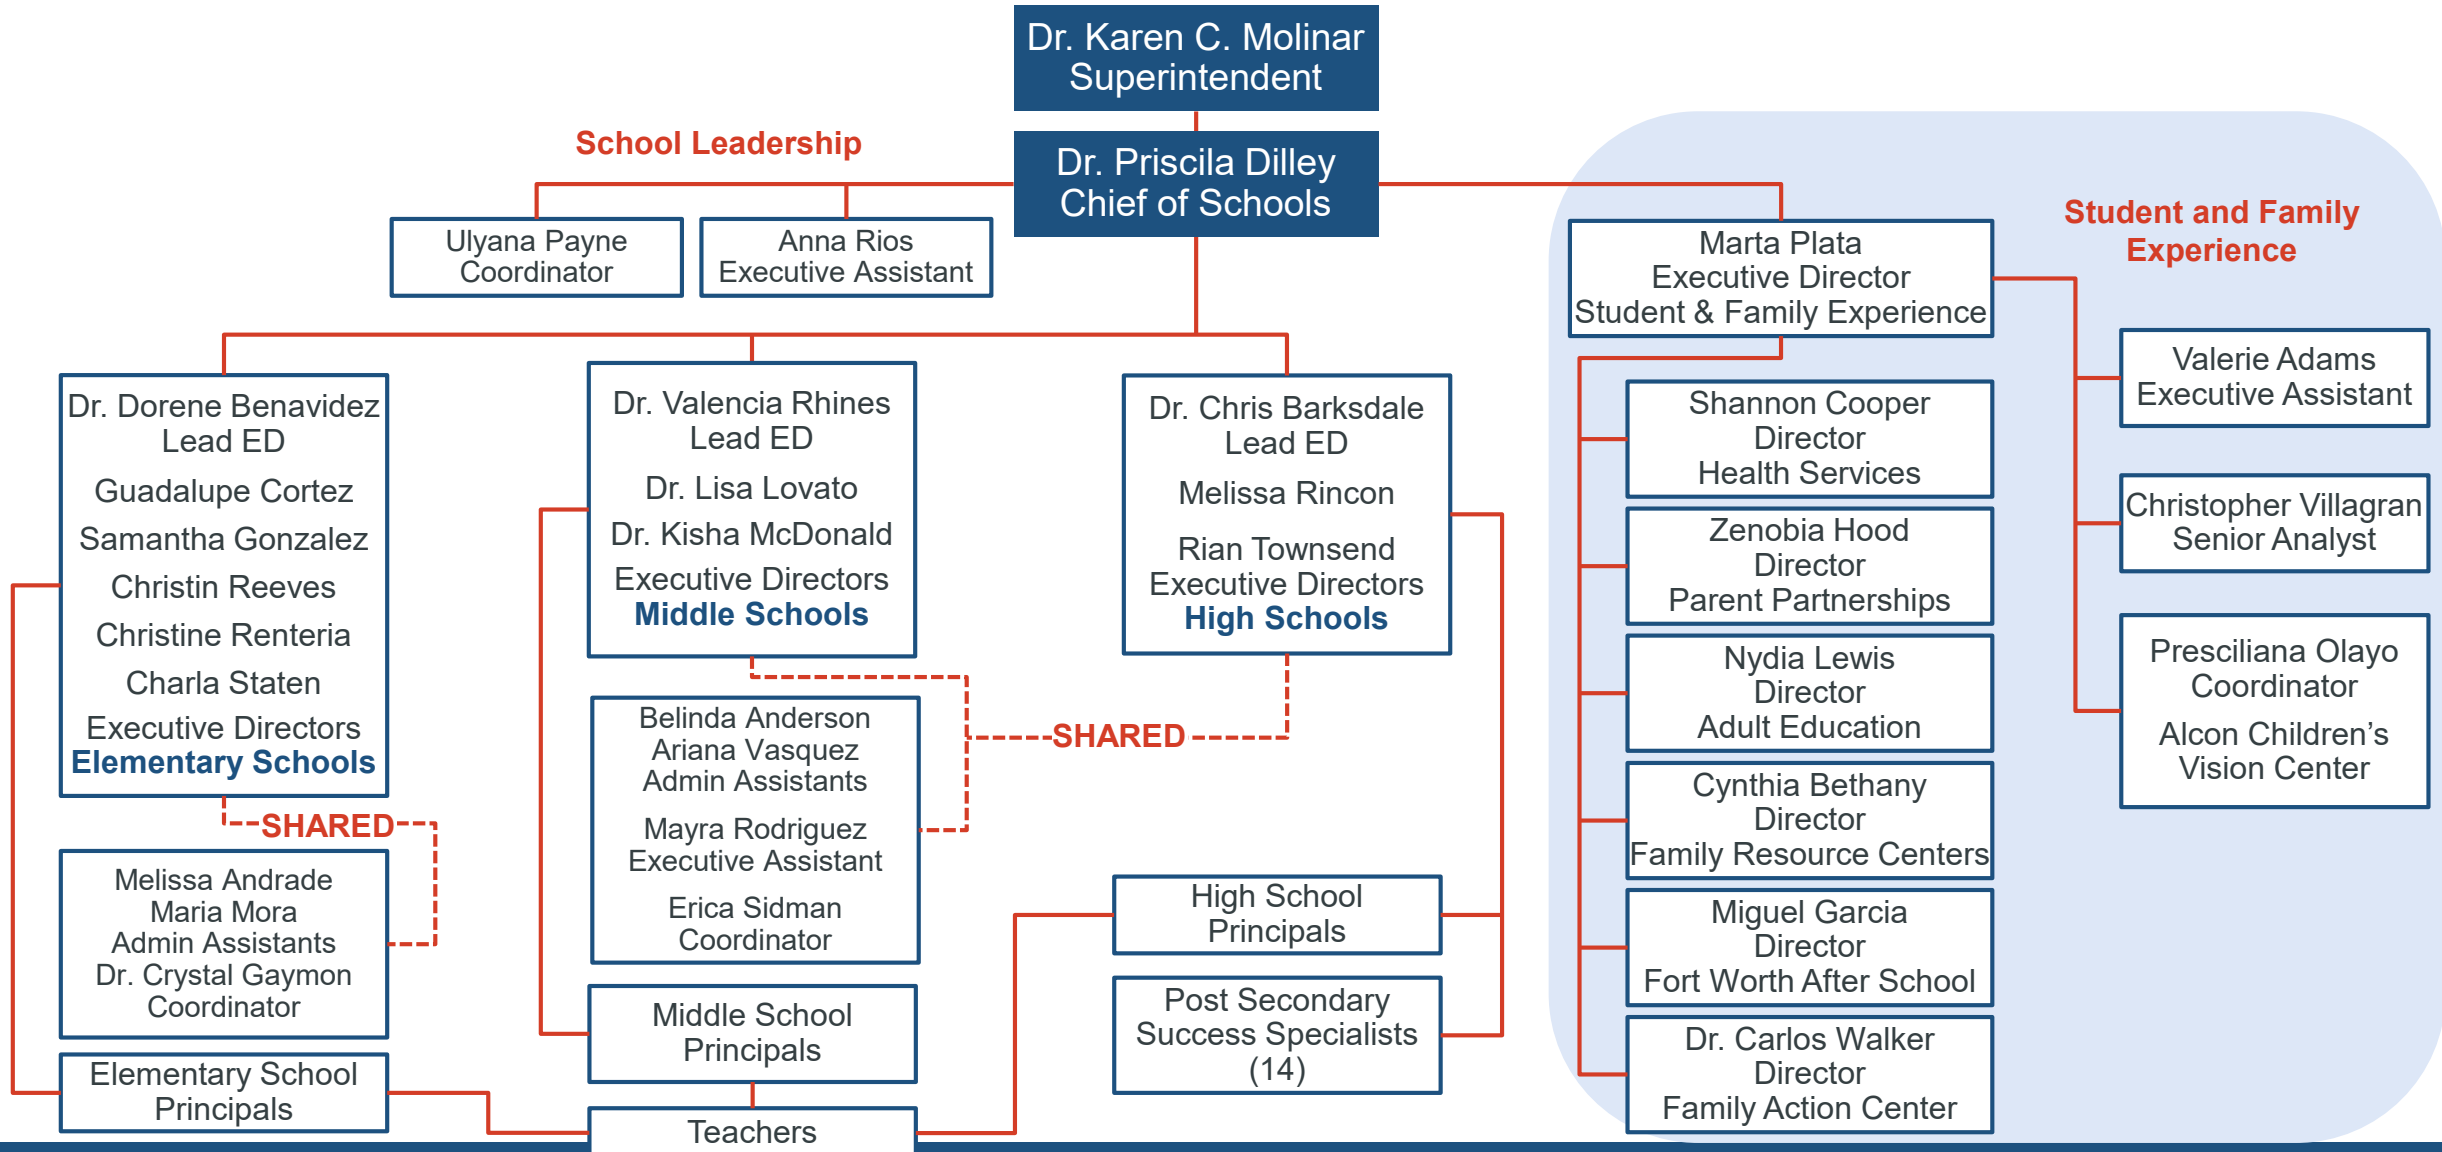 Dr. Karen C. Molinar
Superintendent
School Leadership
Dr. Priscila Dilley
Chief of Schools
Ulyana Payne
Coordinator
Anna Rios
Executive Assistant
Dr. Dorene Benavidez
Lead ED
Guadalupe Cortez
Samantha Gonzalez
Christin Reeves
Christine Renteria
Charla Staten
Executive Directors
Elementary Schools
SHARED
Melissa Andrade
Maria Mora
Admin Assistants
Dr. Crystal Gaymon
Coordinator
Elementary School
Principals
Dr. Valencia Rhines
Lead ED
Dr. Lisa Lovato
Dr. Kisha McDonald
Executive Directors
Middle Schools
Belinda Anderson
Ariana Vasquez
Admin Assistants
Mayra Rodriguez
Executive Assistant
Erica Sidman
Coordinator
Middle School
Principals
Teachers
SHARED
Dr. Chris Barksdale
Lead ED
Melissa Rincon
Rian Townsend
Executive Directors
High Schools
High School
Principals
Post Secondary
Success Specialists
(14)
Student and Family
Experience
Marta Plata
Executive Director
Student & Family Experience
Shannon Cooper
Director
Health Services
Zenobia Hood
Director
Parent Partnerships
Nydia Lewis
Director
Adult Education
Cynthia Bethany
Director
Family Resource Centers
Miguel Garcia
Director
Fort Worth After School
Dr. Carlos Walker
Director
Family Action Center
Valerie Adams
Executive Assistant
Christopher Villagran
Senior Analyst
Presciliana Olayo
Coordinator
Alcon Children’s
Vision Center